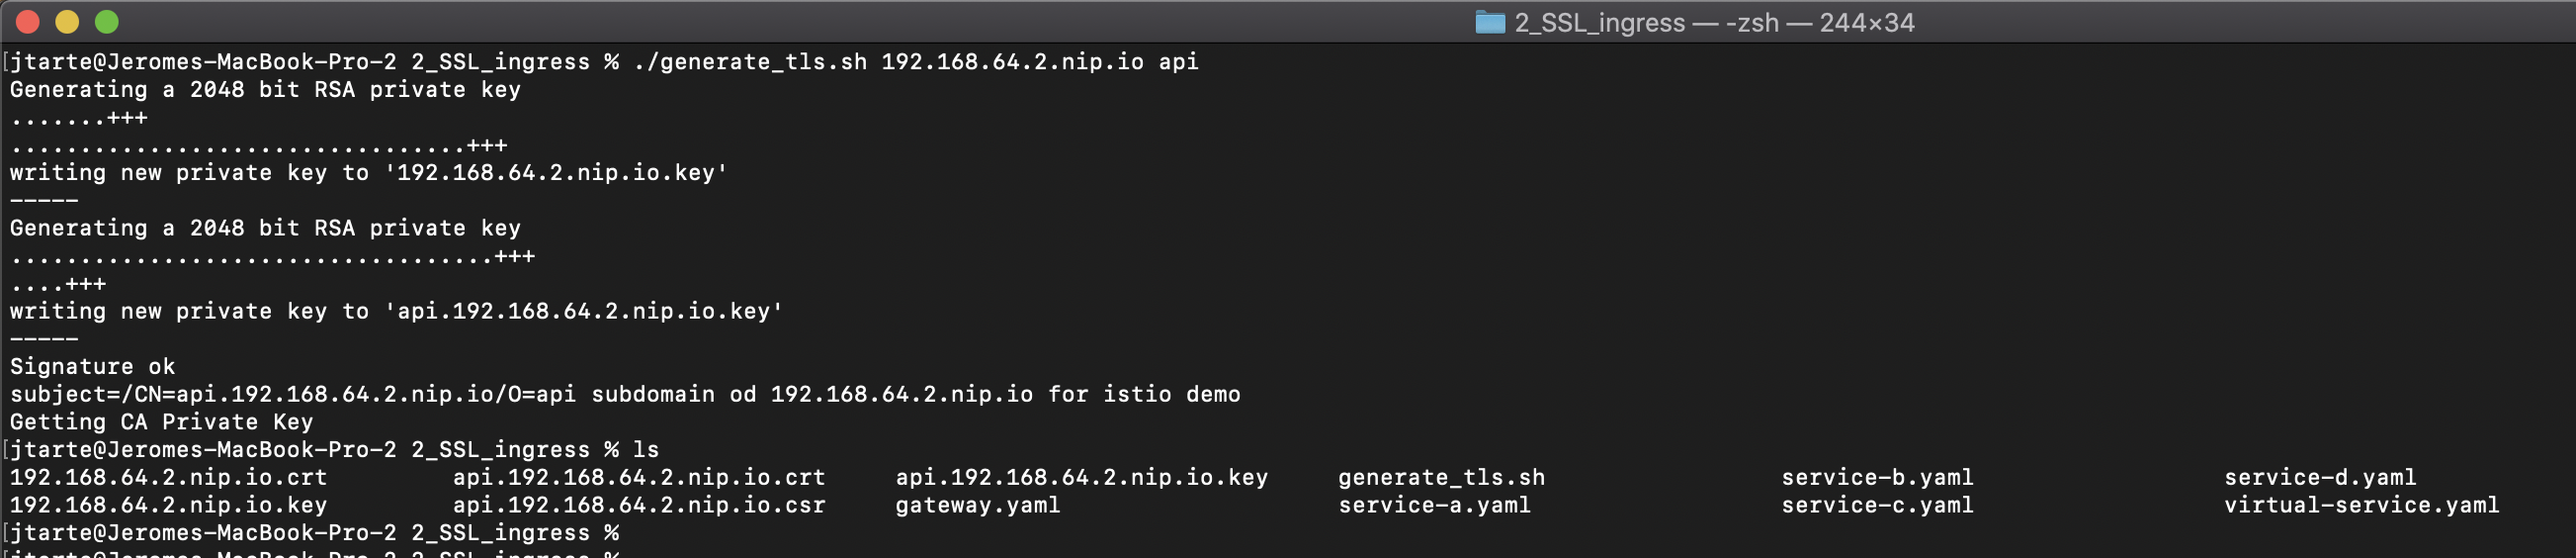 2_SSL_ingress — -zsh — 244×34
[jtarte@Jeromes-MacBook-Pro-2 2_SSL_ingress % ./generate_tls.sh 192.168.64.2.nip.io api
Generating a 2048 bit RSA private key
.......+++
.................................+++
writing new private key to '192.168.64.2.nip.io.key'
-----
Generating a 2048 bit RSA private key
...................................+++
....+++
writing new private key to 'api.192.168.64.2.nip.io.key'
-----
Signature ok
subject=/CN=api.192.168.64.2.nip.io/O=api subdomain od 192.168.64.2.nip.io for istio demo
Getting CA Private Key
[jtarte@Jeromes-MacBook-Pro-2 2_SSL_ingress % ls
192.168.64.2.nip.io.crt api.192.168.64.2.nip.io.crt api.192.168.64.2.nip.io.key generate_tls.sh service-b.yaml service-d.yaml
192.168.64.2.nip.io.key api.192.168.64.2.nip.io.csr gateway.yaml service-a.yaml service-c.yaml virtual-service.yaml
[jtarte@Jeromes-MacBook-Pro-2 2_SSL_ingress %
[jtarte@Jeromes-MacBook-Pro-2 2_SSL_ingress %